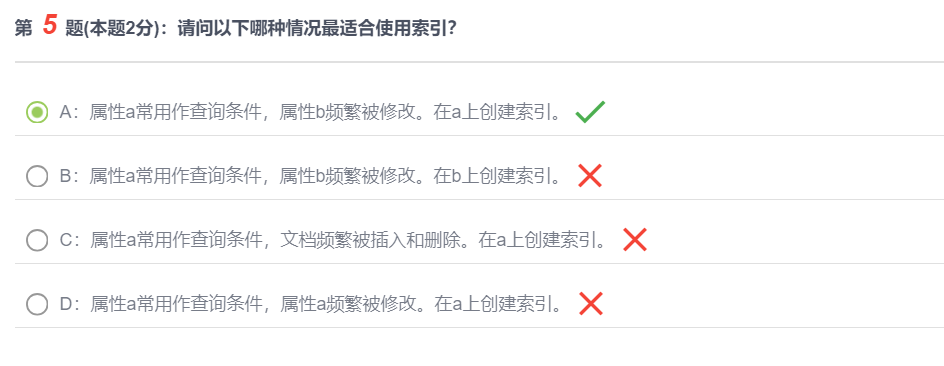 第 5 题(本题2分)：请问以下哪种情况最适合使用索引?
A：属性a常用作查询条件，属性b频繁被修改。在a上创建索引。
B：属性a常用作查询条件，属性b频繁被修改。在b上创建索引。
C：属性a常用作查询条件，文档频繁被插入和删除。在a上创建索引。
D：属性a常用作查询条件，属性a频繁被修改。在a上创建索引。